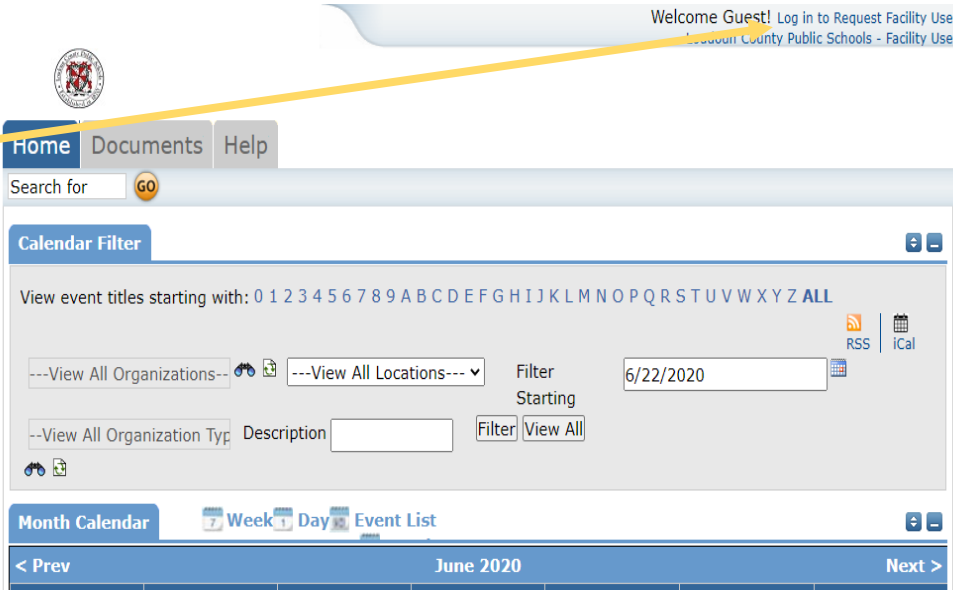 Welcome Guest! Log in to Request Facility Use
Loudoun County Public Schools - Facility Use
Home Documents Help
Search for GO
Calendar Filter
View event titles starting with: 0 1 2 3 4 5 6 7 8 9 A B C D E F G H I J K L M N O P Q R S T U V W X Y Z ALL
RSS iCal
---View All Organizations-- ---View All Locations--- Filter Starting 6/22/2020
--View All Organization Typ Description Filter View All
Month Calendar 7 Week 1 Day Event List
< Prev June 2020 Next >